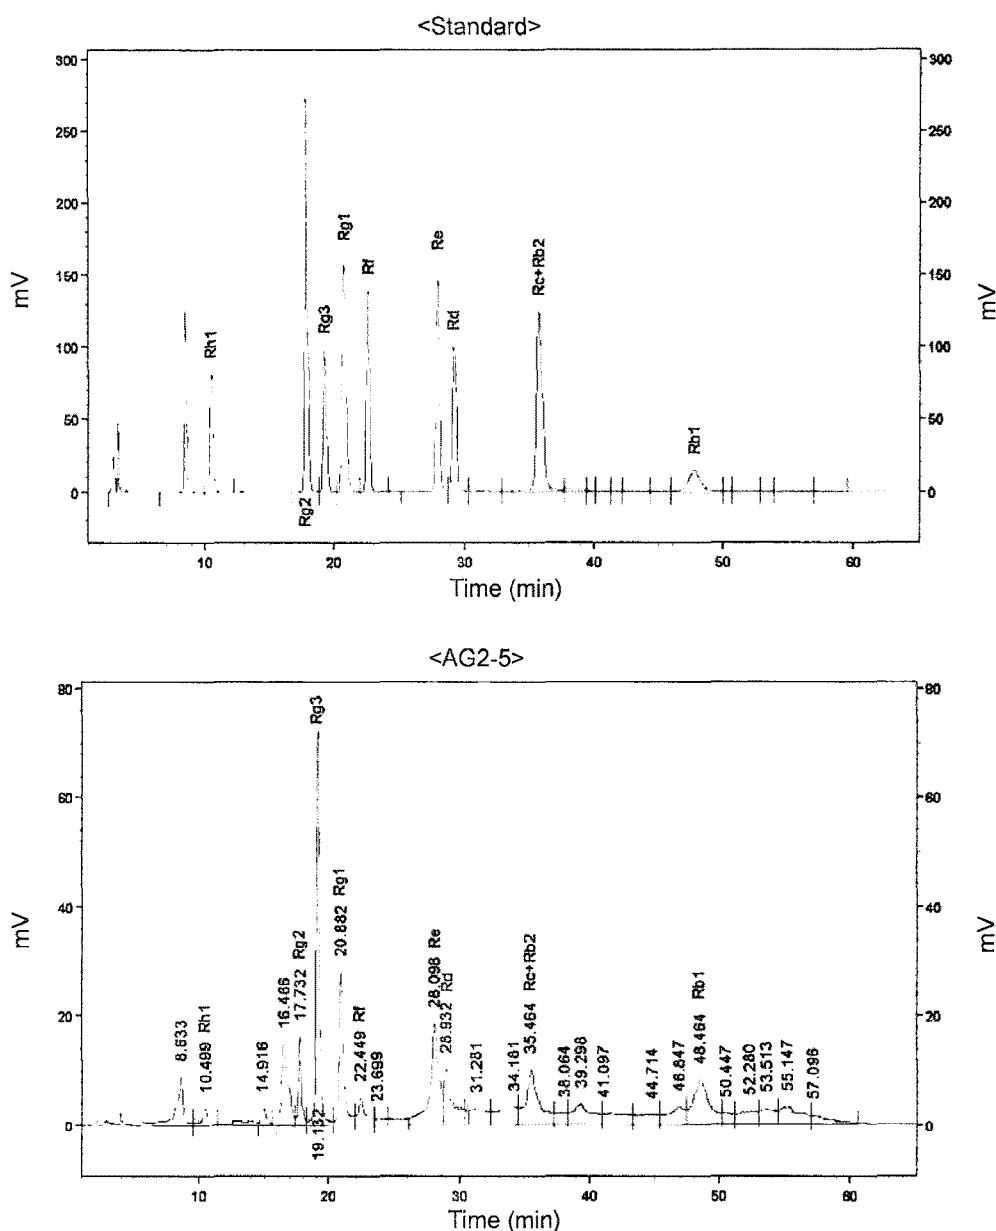 <Standard>
300 300
250 250
200 200
150 150
100 100
50 50
0 0
mV mV
Rh1 Rg2 Rg3 Rg1 Rf Re Rd Rc+Rb2 Rb1
10 20 30 40 50 60
Time (min)
<AG2-5>
80 80
60 60
40 40
20 20
0 0
mV mV
8.633
10.499 Rh1
14.916
16.466
17.732 Rg2
19.132 Rg3
20.882 Rg1
22.449 Rf
23.699
28.098 Re
28.932 Rd
31.281
34.181
35.464 Rc+Rb2
38.064
39.298
41.097
44.714
46.847
48.464 Rb1
50.447
52.280
53.513
55.147
57.096
10 20 30 40 50 60
Time (min)